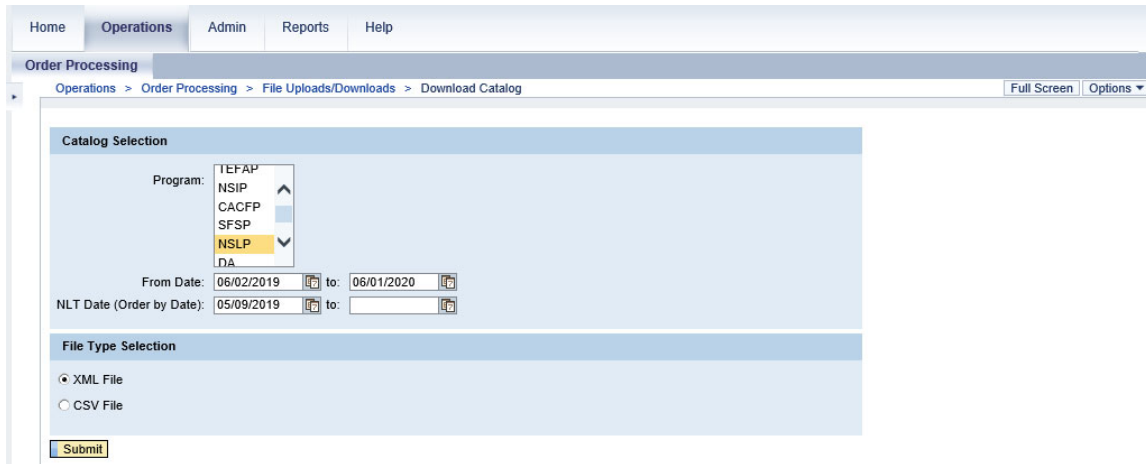 Home Operations Admin Reports Help
Order Processing
Operations > Order Processing > File Uploads/Downloads > Download Catalog Full Screen Options
Catalog Selection
Program:
TEFAP
NSIP
CACFP
SFSP
NSLP
DA
From Date: 06/02/2019 to: 06/01/2020
NLT Date (Order by Date): 05/09/2019 to:
File Type Selection
XML File
CSV File
Submit